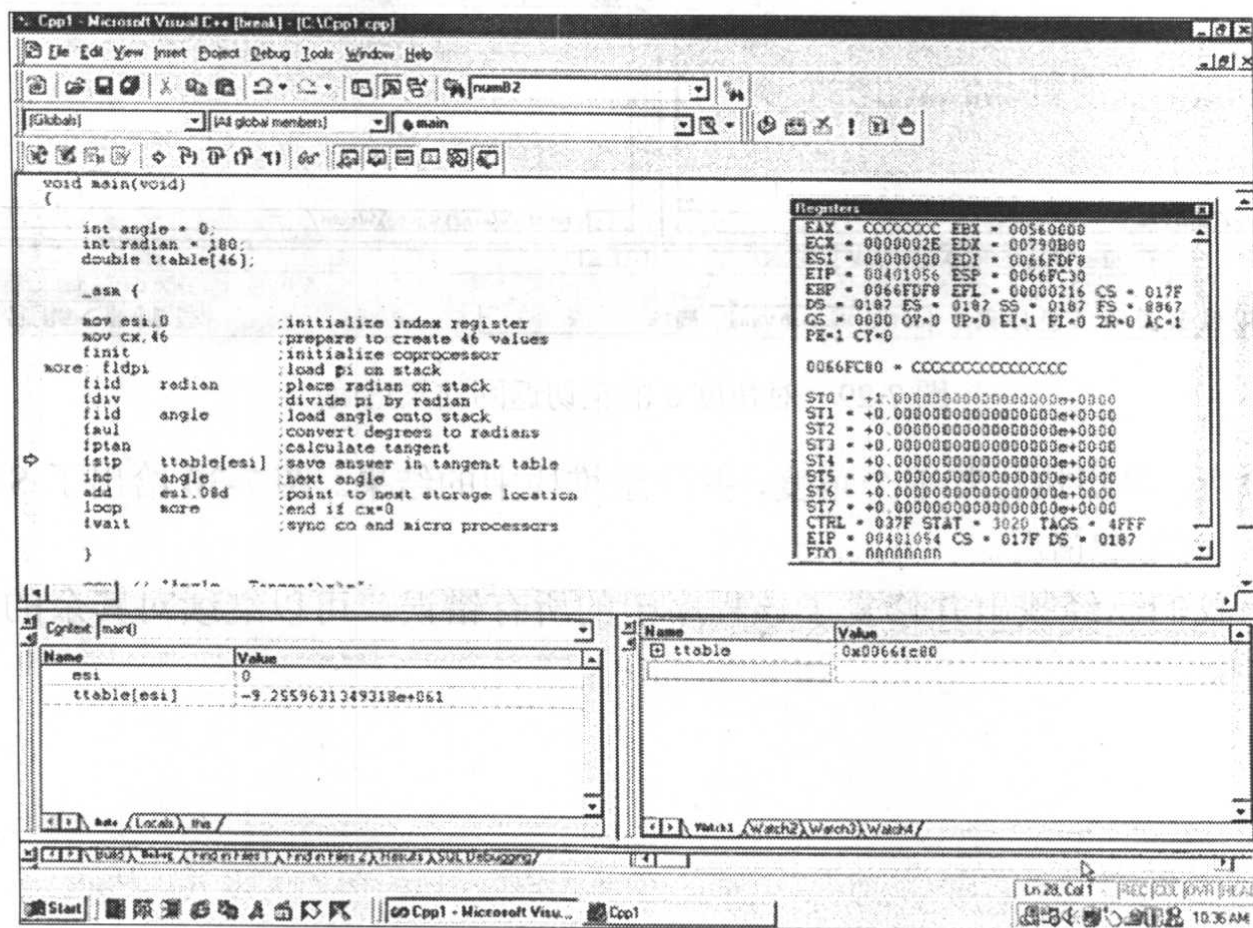 Cpp1 - Microsoft Visual C++ [break] - [C:\Cpp1.cpp]
File Edit View Insert Project Debug Tools Window Help
numB2
[Globals] [All global members] main
void main(void)
{
int angle = 0;
int radian = 180;
double ttable[46];
_asm {
mov esi,0 ;initialize index register
mov cx,46 ;prepare to create 46 values
finit ;initialize coprocessor
more: fldpi ;load pi on stack
fild radian ;place radian on stack
fdiv ;divide pi by radian
fild angle ;load angle onto stack
fmul ;convert degrees to radians
fptan ;calculate tangent
fstp ttable[esi] ;save answer in tangent table
inc angle ;next angle
add esi,08d ;point to next storage location
loop more ;end if cx=0
fwait ;sync co and micro processors
}
Registers
EAX = CCCCCCCC EBX = 00560000
ECX = 0000002E EDX = 00790B00
ESI = 00000000 EDI = 0066FDF8
EIP = 00401056 ESP = 0066FC30
EBP = 0066FDF8 EFL = 00000216 CS = 017F
DS = 0187 ES = 0187 SS = 0187 FS = 8867
GS = 0000 OV=0 UP=0 EI=1 PL=0 ZR=0 AC=1
PE=1 CY=0
0066FC80 = CCCCCCCCCCCCCCCC
ST0 = +1.00000000000000000e+0000
ST1 = +0.00000000000000000e+0000
ST2 = +0.00000000000000000e+0000
ST3 = +0.00000000000000000e+0000
ST4 = +0.00000000000000000e+0000
ST5 = +0.00000000000000000e+0000
ST6 = +0.00000000000000000e+0000
ST7 = +0.00000000000000000e+0000
CTRL = 037F STAT = 3020 TAGS = 4FFF
EIP = 00401054 CS = 017F DS = 0187
EDO = 00000000
Context: main()
Name Value
esi 0
ttable[esi] -9.2559631349318e+061
Auto Locals this
Name Value
ttable 0x0066fc80
Watch1 Watch2 Watch3 Watch4
Build Debug Find in Files 1 Find in Files 2 Results SQL Debugging
Ln 28, Col 1 REC COL OVR READ
Start Cpp1 - Microsoft Visu... Cpp1 10:36 AM